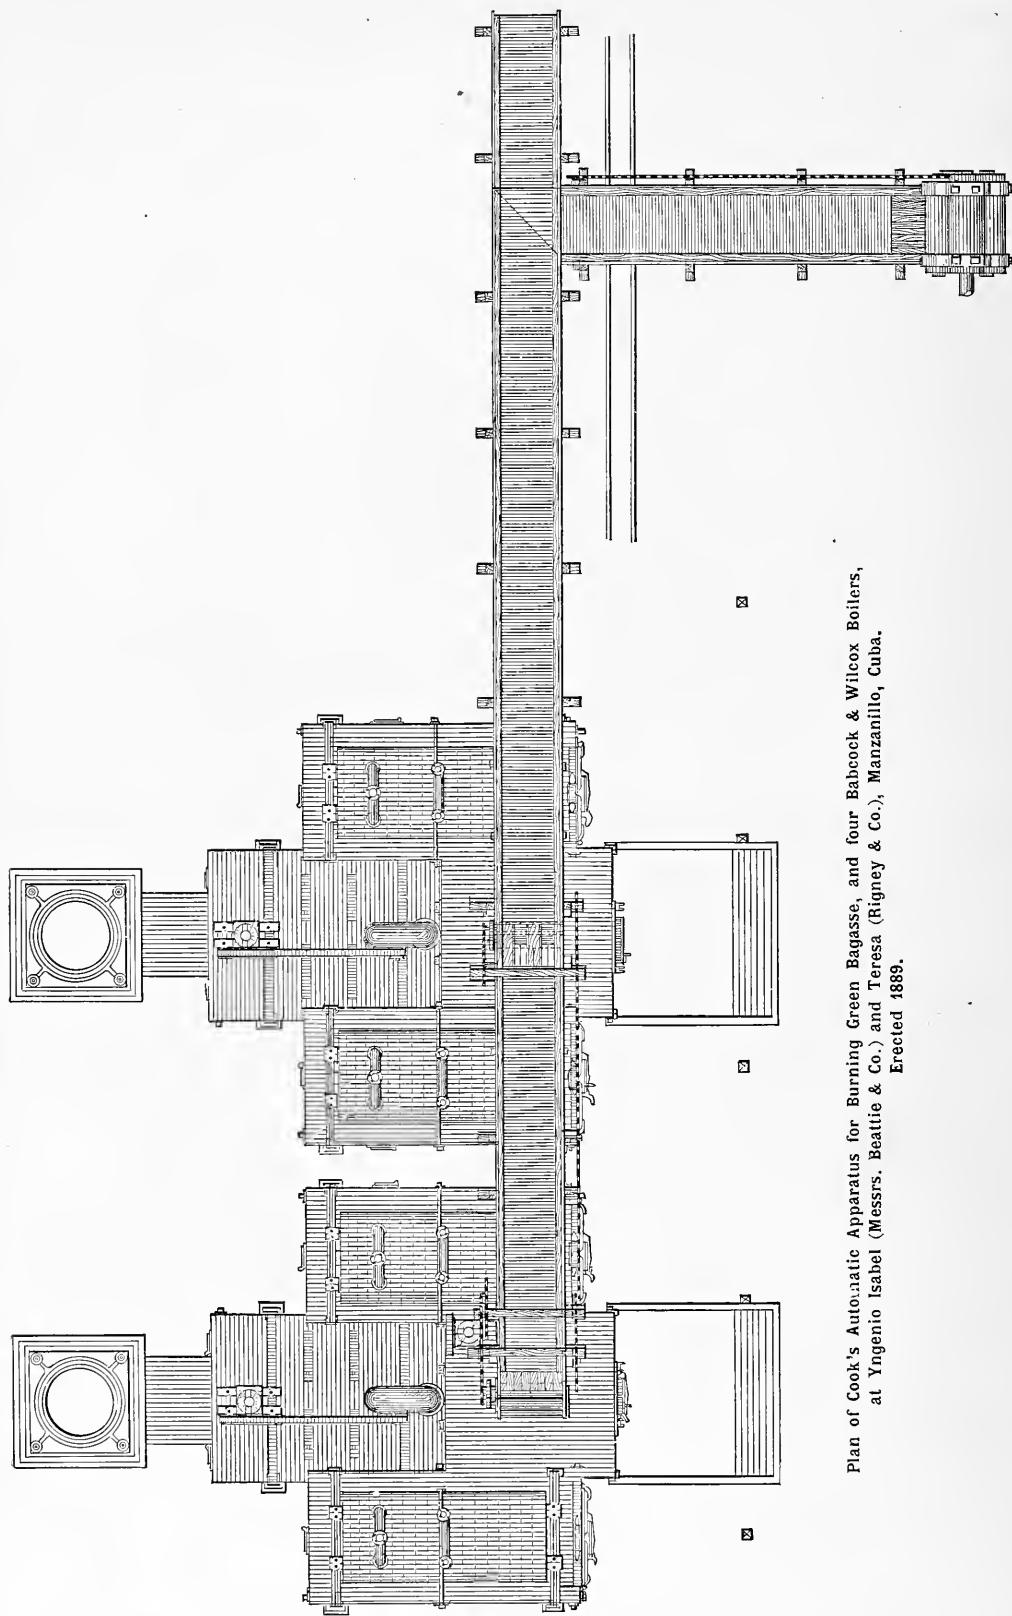 Plan of Cook's Automatic Apparatus for Burning Green Bagasse, and four Babcock & Wilcox Boilers,
at Yngenio Isabel (Messrs. Beattie & Co.) and Teresa (Rigney & Co.), Manzanillo, Cuba.
Erected 1889.